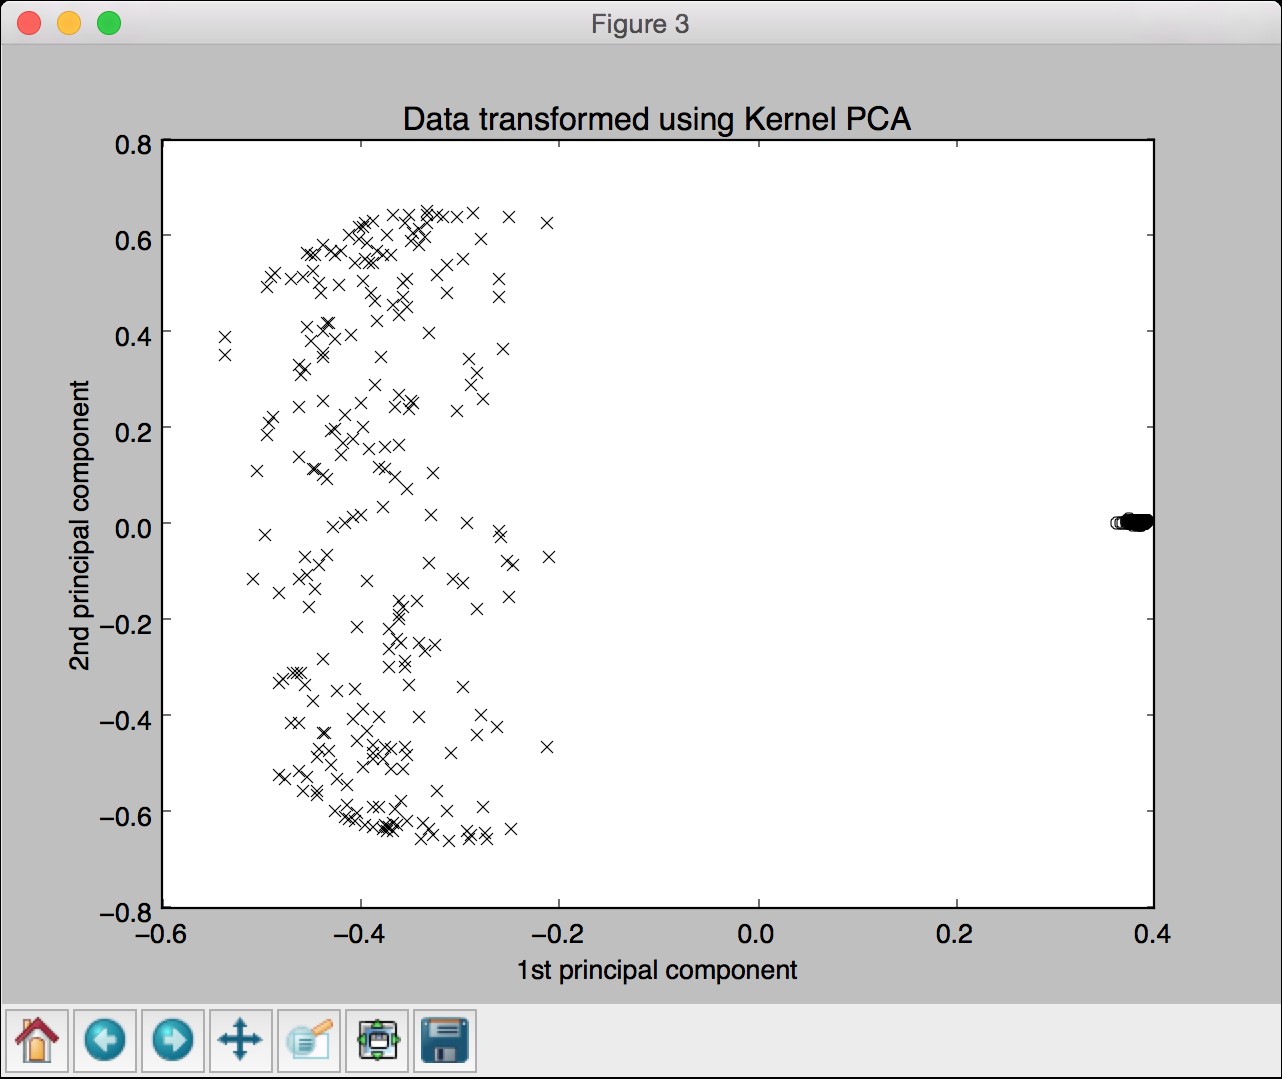 Figure 3
Data transformed using Kernel PCA
0.8
0.6
0.4
0.2
0.0
−0.2
−0.4
−0.6
−0.8
2nd principal component
−0.6 −0.4 −0.2 0.0 0.2 0.4
1st principal component